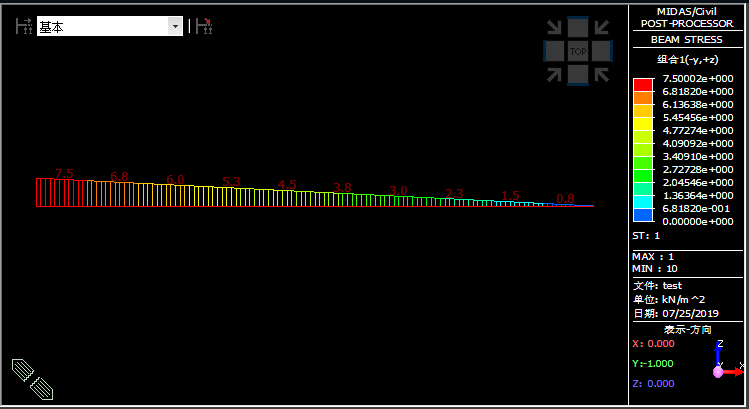 基本
TOP
7.5 6.8 6.0 5.3 4.5 3.8 3.0 2.3 1.5 0.8
MIDAS/Civil
POST-PROCESSOR
BEAM STRESS
组合1(-y,+z)
7.50002e+000
6.81820e+000
6.13638e+000
5.45456e+000
4.77274e+000
4.09092e+000
3.40910e+000
2.72728e+000
2.04546e+000
1.36364e+000
6.81820e-001
0.00000e+000
ST: 1
MAX : 1
MIN : 10
文件: test
单位: kN/m^2
日期: 07/25/2019
表示-方向
X: 0.000
Y:-1.000
Z: 0.000
Z
X